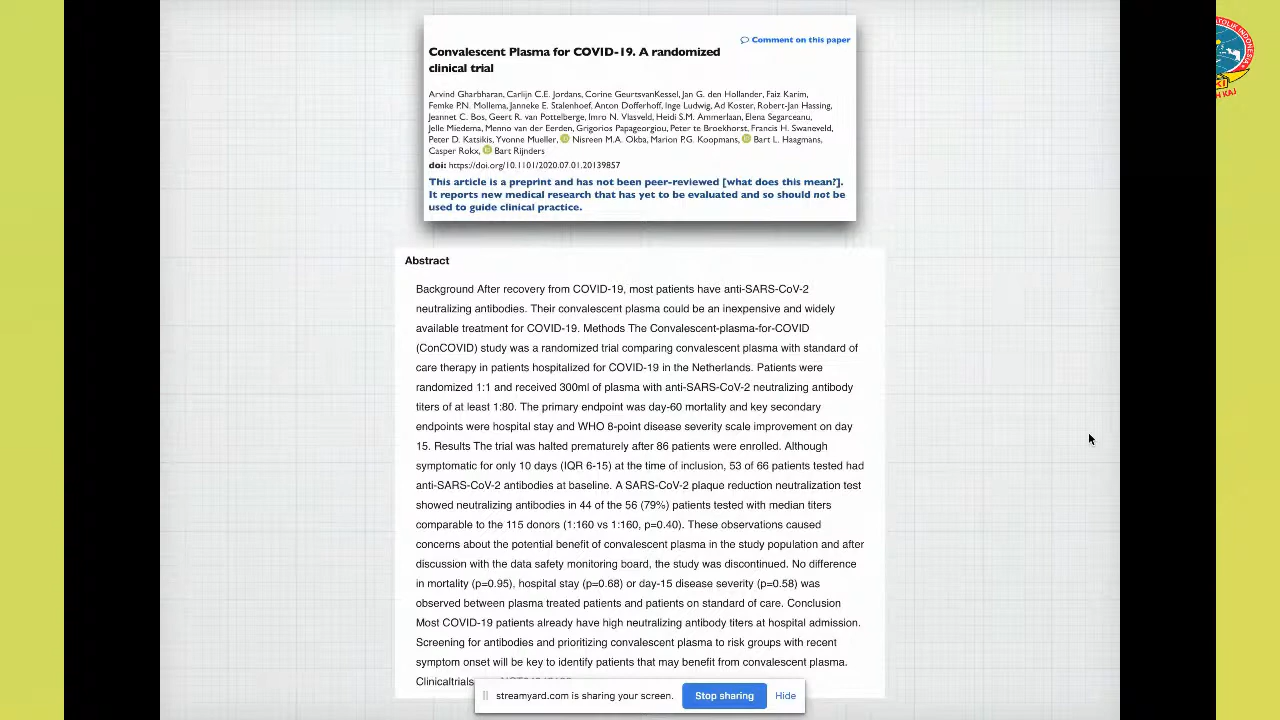 Comment on this paper
Convalescent Plasma for COVID-19. A randomized
clinical trial
Arvind Gharbharan, Carlijn C.E. Jordans, Corine GeurtsvanKessel, Jan G. den Hollander, Faiz Karim,
Femke P.N. Mollema, Janneke E. Stalenhoef, Anton Dofferhoff, Inge Ludwig, Ad Koster, Robert-Jan Hassing,
Jeannet C. Bos, Geert R. van Pottelberge, Imro N. Vlasveld, Heidi S.M. Ammerlaan, Elena Segarceanu,
Jelle Miedema, Menno van der Eerden, Grigorios Papageorgiou, Peter te Broekhorst, Francis H. Swaneveld,
Peter D. Katsikis, Yvonne Mueller, iD Nisreen M.A. Okba, Marion P.G. Koopmans, iD Bart L. Haagmans,
Casper Rokx, iD Bart Rijnders
doi: https://doi.org/10.1101/2020.07.01.20139857
This article is a preprint and has not been peer-reviewed [what does this mean?].
It reports new medical research that has yet to be evaluated and so should not be
used to guide clinical practice.
Abstract
Background After recovery from COVID-19, most patients have anti-SARS-CoV-2
neutralizing antibodies. Their convalescent plasma could be an inexpensive and widely
available treatment for COVID-19. Methods The Convalescent-plasma-for-COVID
(ConCOVID) study was a randomized trial comparing convalescent plasma with standard of
care therapy in patients hospitalized for COVID-19 in the Netherlands. Patients were
randomized 1:1 and received 300ml of plasma with anti-SARS-CoV-2 neutralizing antibody
titers of at least 1:80. The primary endpoint was day-60 mortality and key secondary
endpoints were hospital stay and WHO 8-point disease severity scale improvement on day
15. Results The trial was halted prematurely after 86 patients were enrolled. Although
symptomatic for only 10 days (IQR 6-15) at the time of inclusion, 53 of 66 patients tested had
anti-SARS-CoV-2 antibodies at baseline. A SARS-CoV-2 plaque reduction neutralization test
showed neutralizing antibodies in 44 of the 56 (79%) patients tested with median titers
comparable to the 115 donors (1:160 vs 1:160, p=0.40). These observations caused
concerns about the potential benefit of convalescent plasma in the study population and after
discussion with the data safety monitoring board, the study was discontinued. No difference
in mortality (p=0.95), hospital stay (p=0.68) or day-15 disease severity (p=0.58) was
observed between plasma treated patients and patients on standard of care. Conclusion
Most COVID-19 patients already have high neutralizing antibody titers at hospital admission.
Screening for antibodies and prioritizing convalescent plasma to risk groups with recent
symptom onset will be key to identify patients that may benefit from convalescent plasma.
Clinicaltrials
streamyard.com is sharing your screen.
Stop sharing
Hide